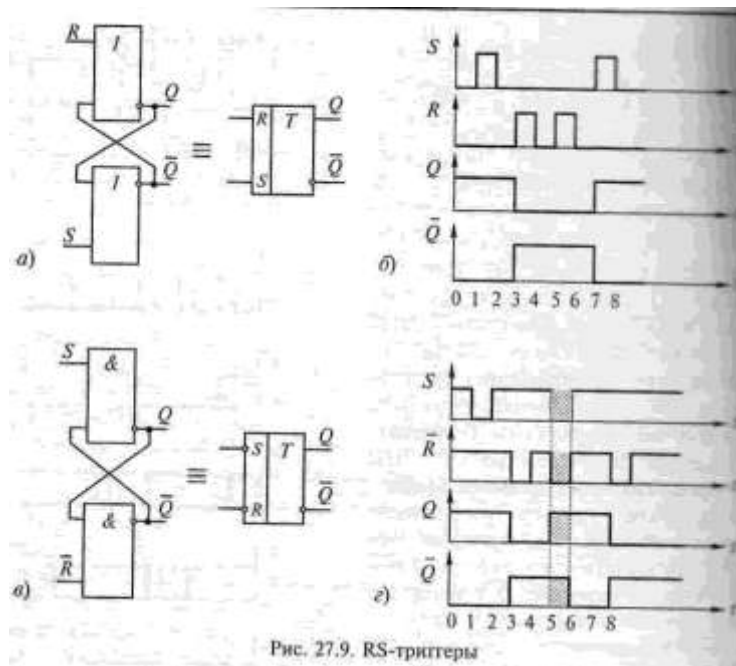 R 1 Q
R T Q
1 Q̄ ≡ S Q̄
S
а)
S
R
Q
Q̄
б) 0 1 2 3 4 5 6 7 8
S & Q
S T Q
& Q̄ ≡ R Q̄
R̄
в)
S
R̄
Q
Q̄
г) 0 1 2 3 4 5 6 7 8 t
Рис. 27.9. RS-триггеры